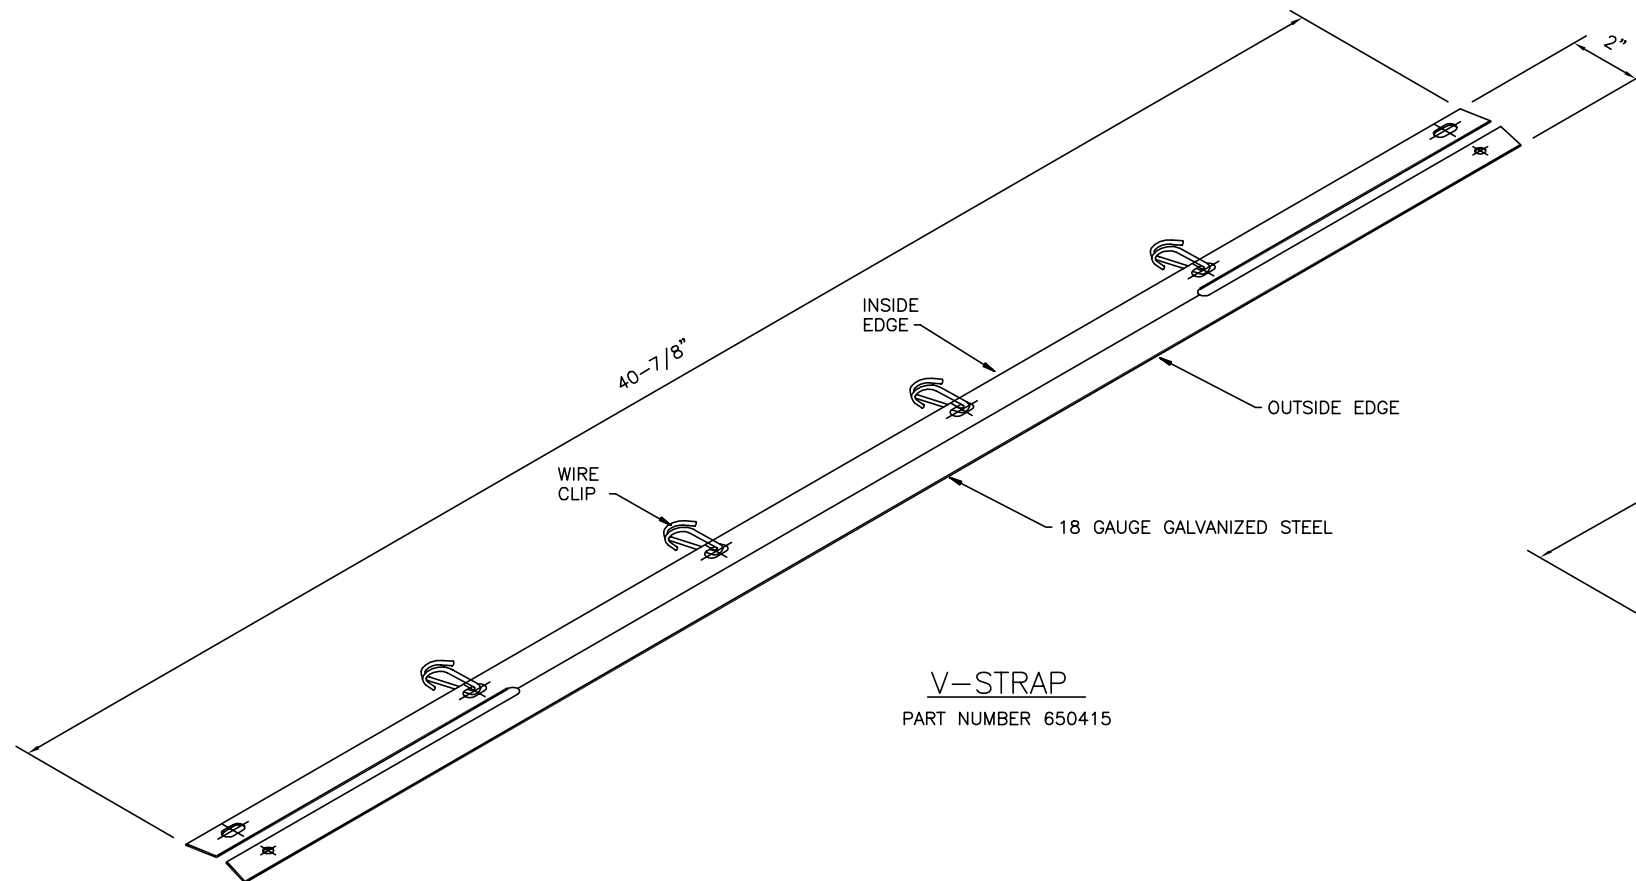 2"
INSIDE
EDGE
40-7/8"
OUTSIDE EDGE
WIRE
CLIP
18 GAUGE GALVANIZED STEEL
V-STRAP
PART NUMBER 650415